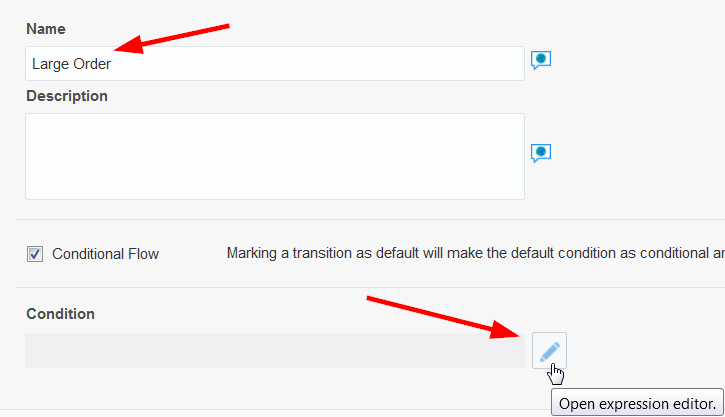 Name
Large Order
Description
Conditional Flow
Marking a transition as default will make the default condition as conditional
Condition
Open expression editor.